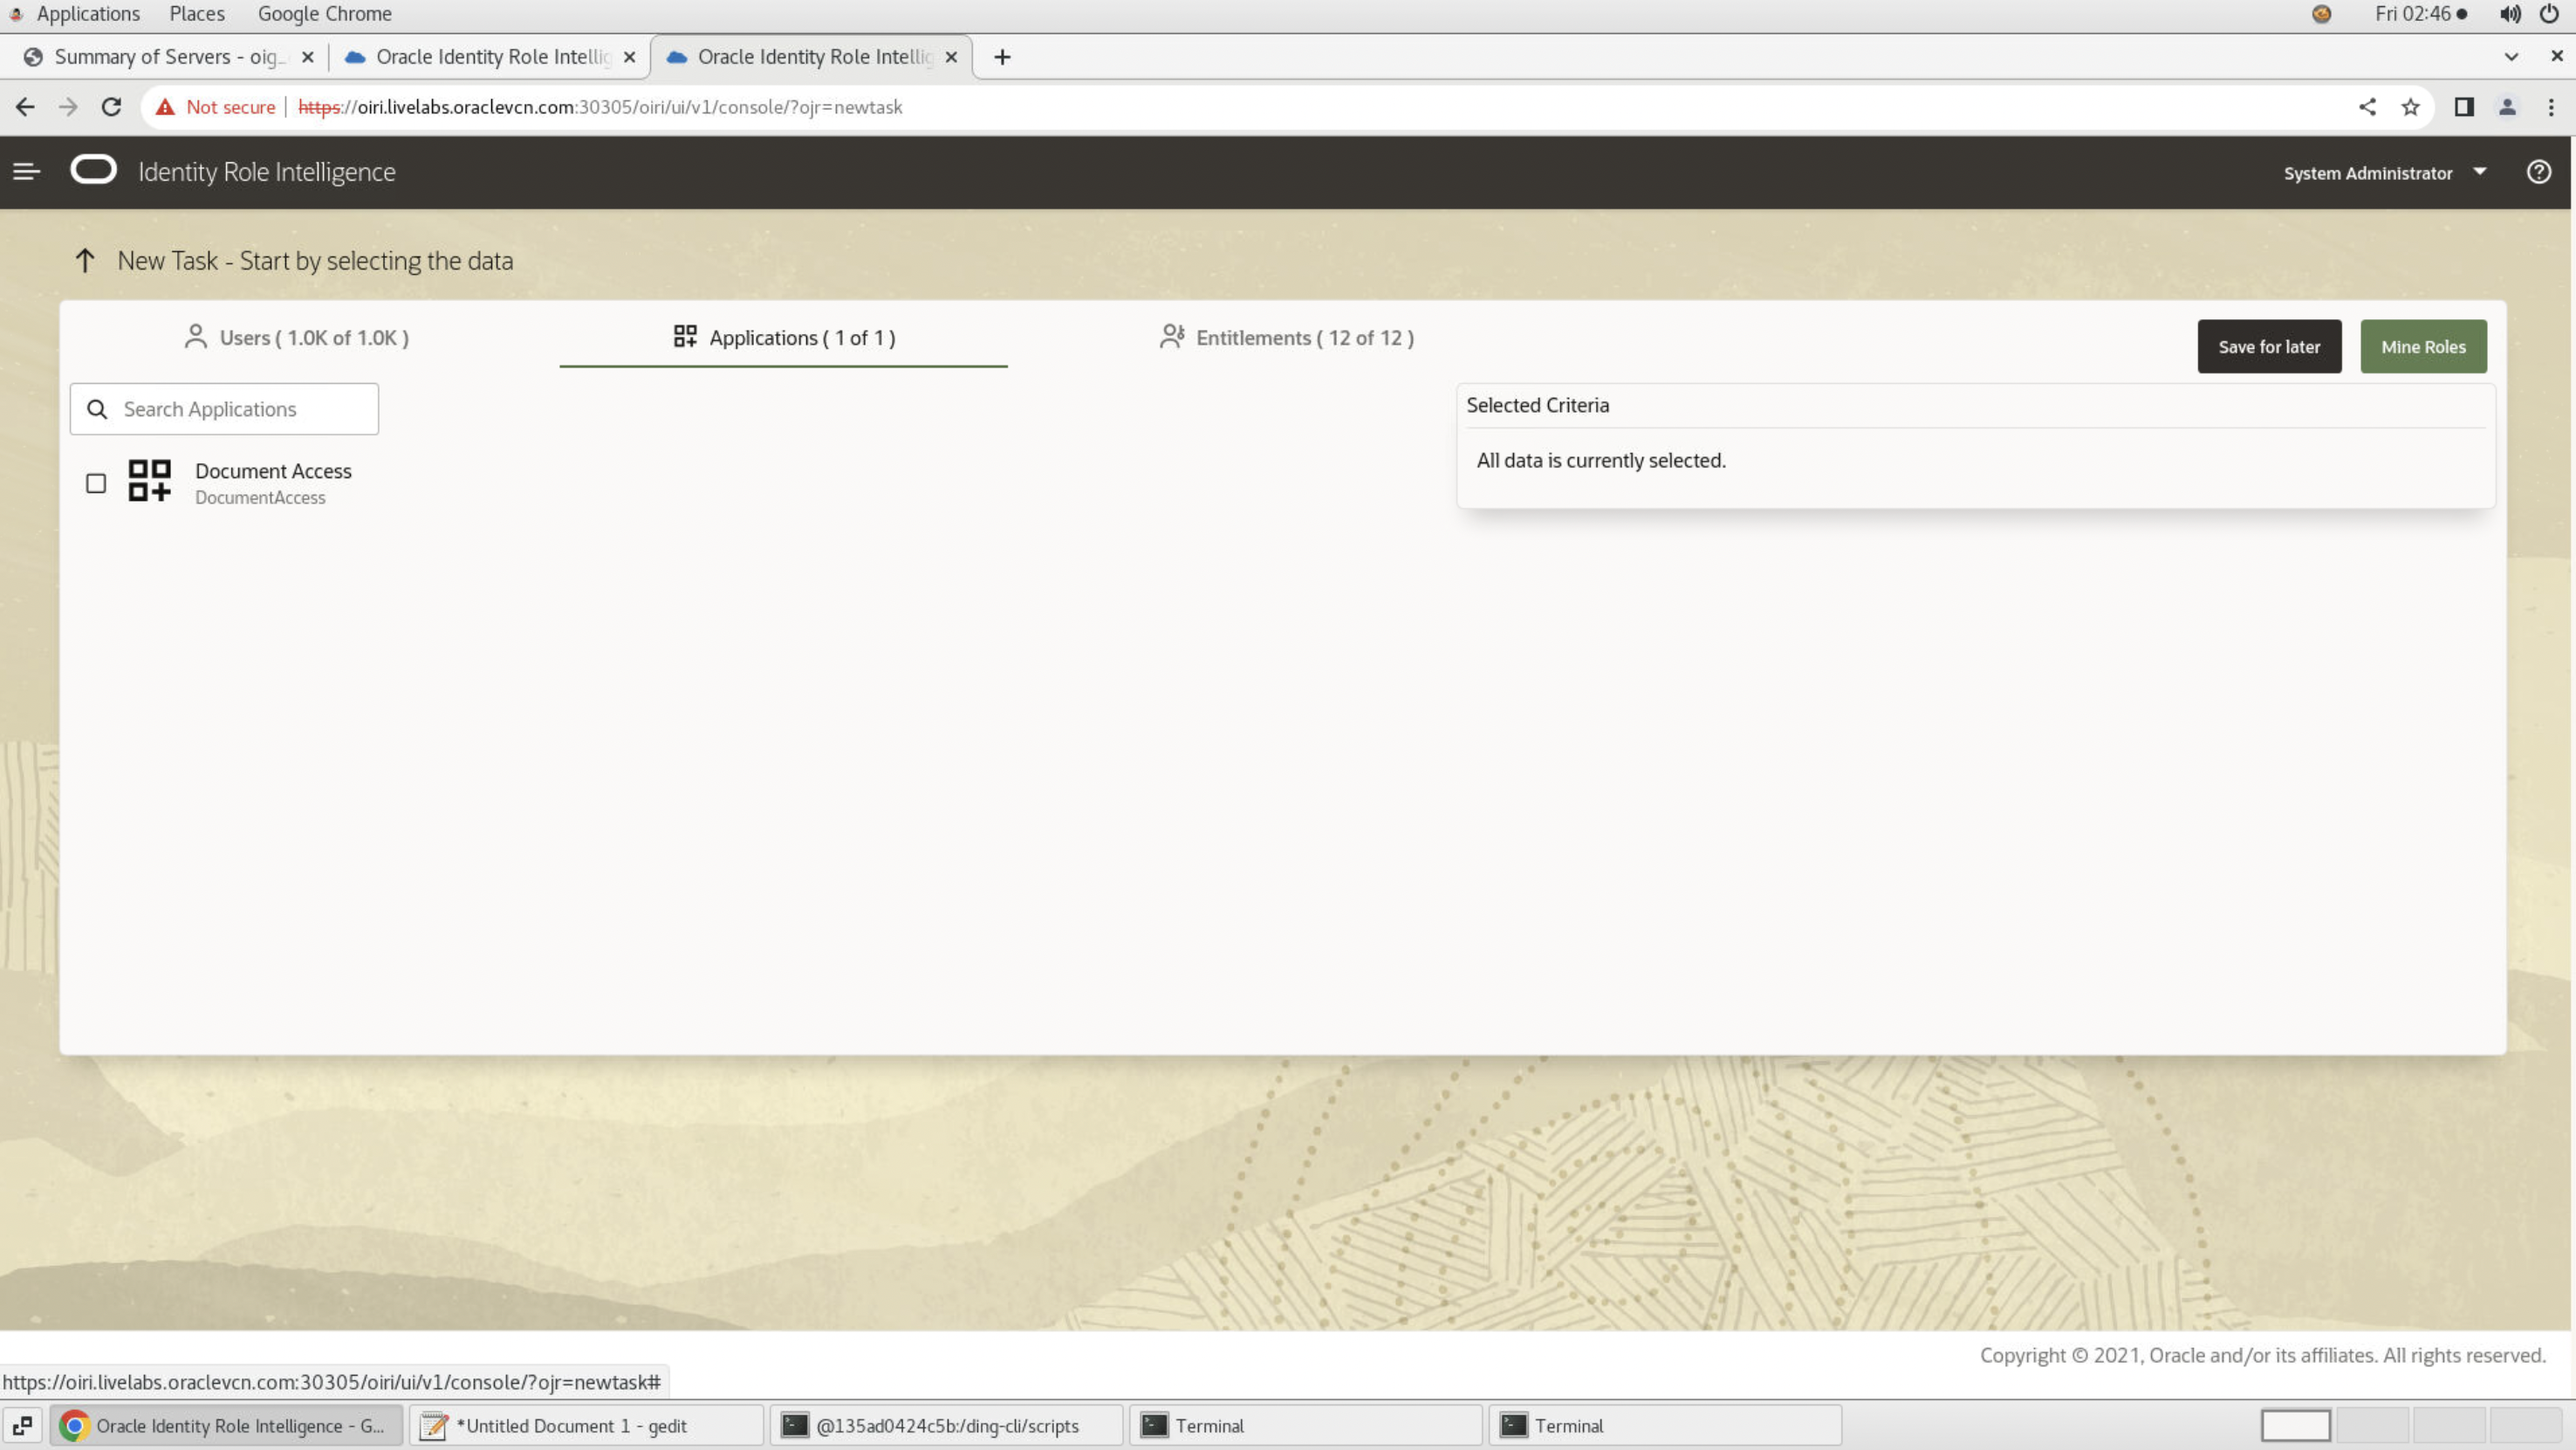 Applications Places Google Chrome Fri 02:46
Summary of Servers - oig_ Oracle Identity Role Intellig Oracle Identity Role Intellig
Not secure https://oiri.livelabs.oraclevcn.com:30305/oiri/ui/v1/console/?ojr=newtask
Identity Role Intelligence System Administrator
New Task - Start by selecting the data
Users ( 1.0K of 1.0K ) Applications ( 1 of 1 ) Entitlements ( 12 of 12 ) Save for later Mine Roles
Search Applications
Selected Criteria
All data is currently selected.
Document Access
DocumentAccess
Copyright © 2021, Oracle and/or its affiliates. All rights reserved.
https://oiri.livelabs.oraclevcn.com:30305/oiri/ui/v1/console/?ojr=newtask#
Oracle Identity Role Intelligence - G... *Untitled Document 1 - gedit @135ad0424c5b:/ding-cli/scripts Terminal Terminal